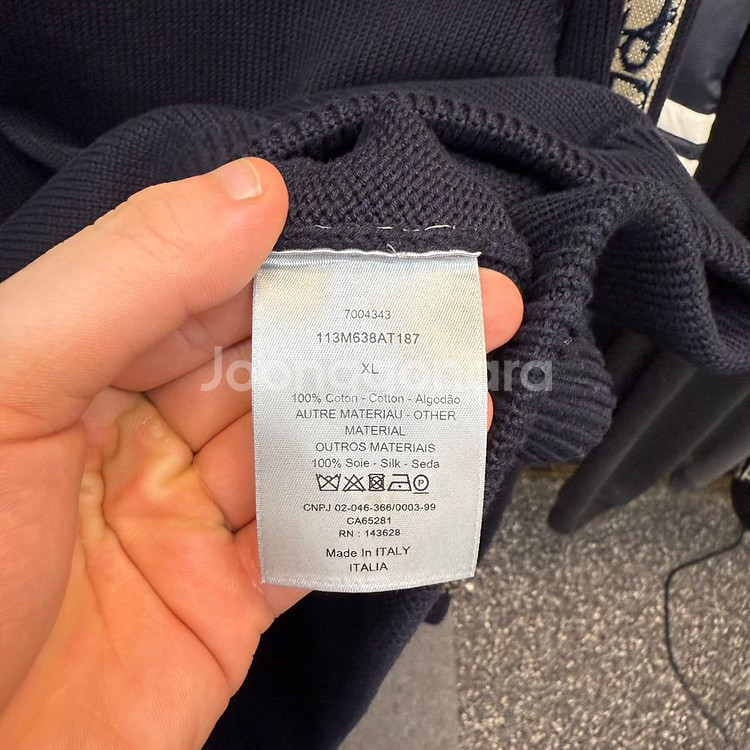 7004343
113M638AT187
XL
Joonggonara
100% Coton - Cotton - Algodão
AUTRE MATERIAU - OTHER
MATERIAL
OUTROS MATERIAIS
100% Soie - Silk - Seda
CNPJ 02-046-366/0003-99
CA65281
RN : 143628
Made In ITALY
ITALIA